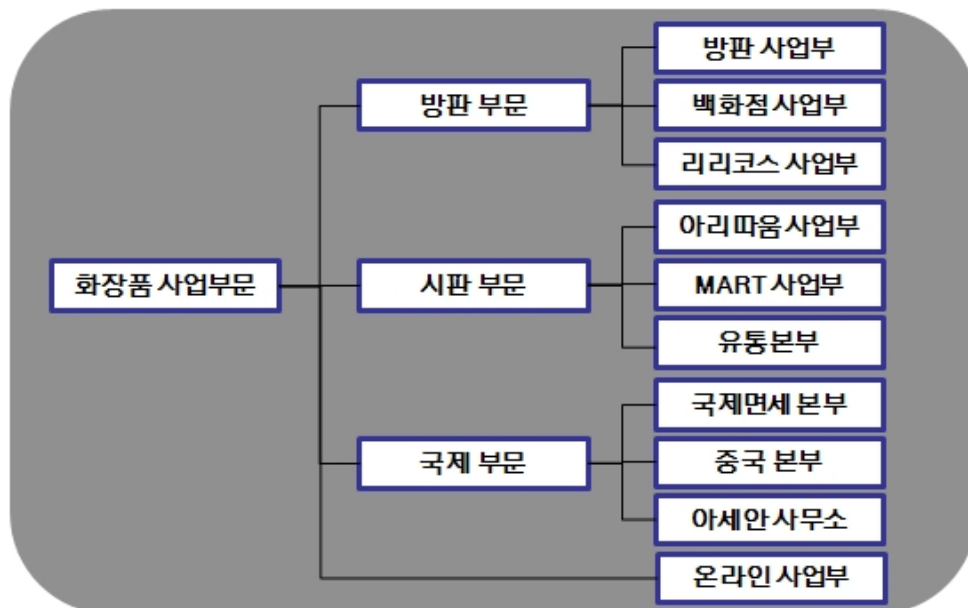 방판 사업부
방판 부문
백화점 사업부
리리코스 사업부
아리따움 사업부
화장품 사업부문
시판 부문
MART 사업부
유통본부
국제면세 본부
국제 부문
중국 본부
아세안 사무소
온라인 사업부